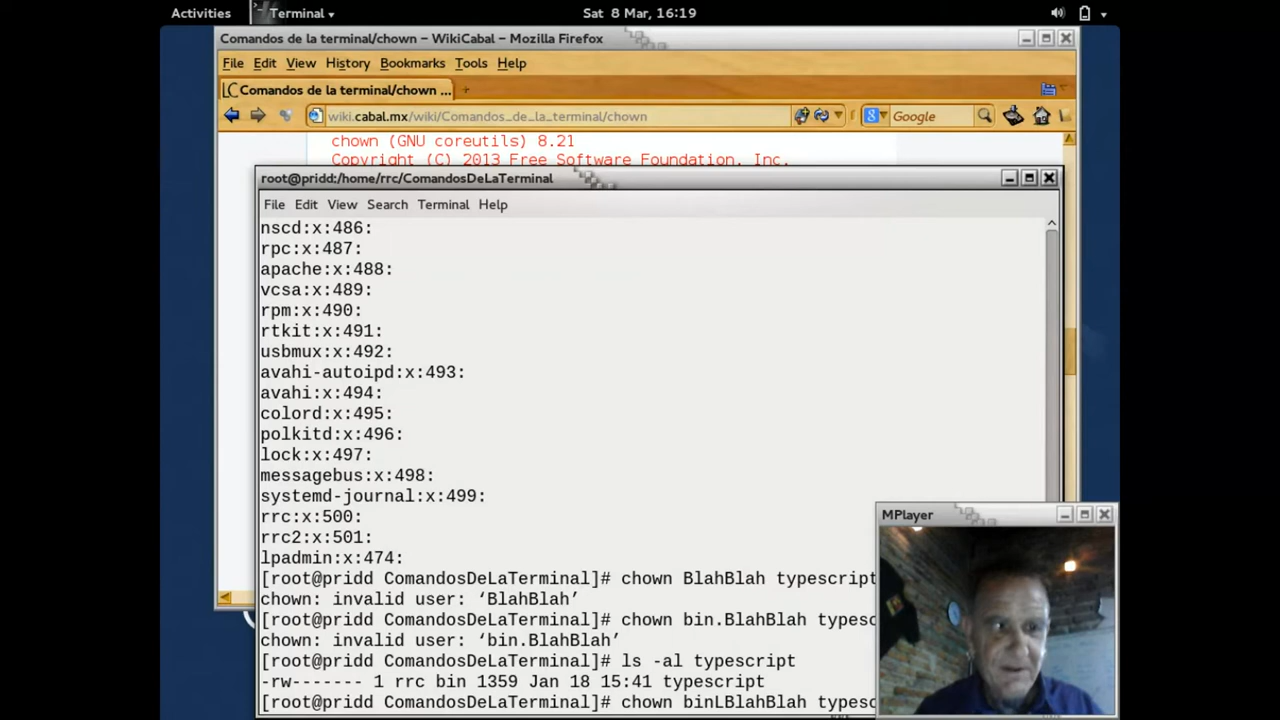 Activities Terminal Sat 8 Mar, 16:19
Comandos de la terminal/chown – WikiCabal – Mozilla Firefox
File Edit View History Bookmarks Tools Help
Comandos de la terminal/chown ...
wiki.cabal.mx/wiki/Comandos_de_la_terminal/chown Google
chown (GNU coreutils) 8.21
Copyright (C) 2013 Free Software Foundation, Inc.
root@pridd:/home/rrc/ComandosDeLaTerminal
File Edit View Search Terminal Help
nscd:x:486:
rpc:x:487:
apache:x:488:
vcsa:x:489:
rpm:x:490:
rtkit:x:491:
usbmux:x:492:
avahi-autoipd:x:493:
avahi:x:494:
colord:x:495:
polkitd:x:496:
lock:x:497:
messagebus:x:498:
systemd-journal:x:499:
rrc:x:500:
rrc2:x:501:
lpadmin:x:474:
[root@pridd ComandosDeLaTerminal]# chown BlahBlah typescript
chown: invalid user: ‘BlahBlah’
[root@pridd ComandosDeLaTerminal]# chown bin.BlahBlah typesc
chown: invalid user: ‘bin.BlahBlah’
[root@pridd ComandosDeLaTerminal]# ls -al typescript
-rw------- 1 rrc bin 1359 Jan 18 15:41 typescript
[root@pridd ComandosDeLaTerminal]# chown binLBlahBlah typesc
MPlayer